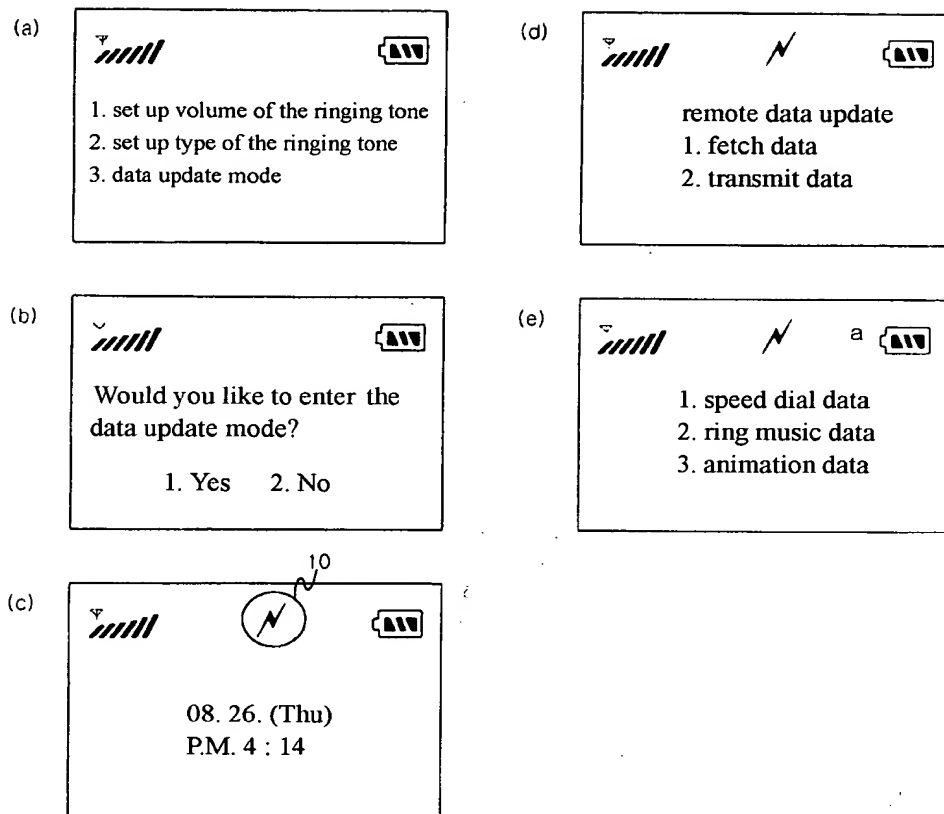 (a)
1. set up volume of the ringing tone
2. set up type of the ringing tone
3. data update mode
(b)
Would you like to enter the
data update mode?
1. Yes 2. No
(c)
10
08. 26. (Thu)
P.M. 4 : 14
(d)
remote data update
1. fetch data
2. transmit data
(e)
a
1. speed dial data
2. ring music data
3. animation data